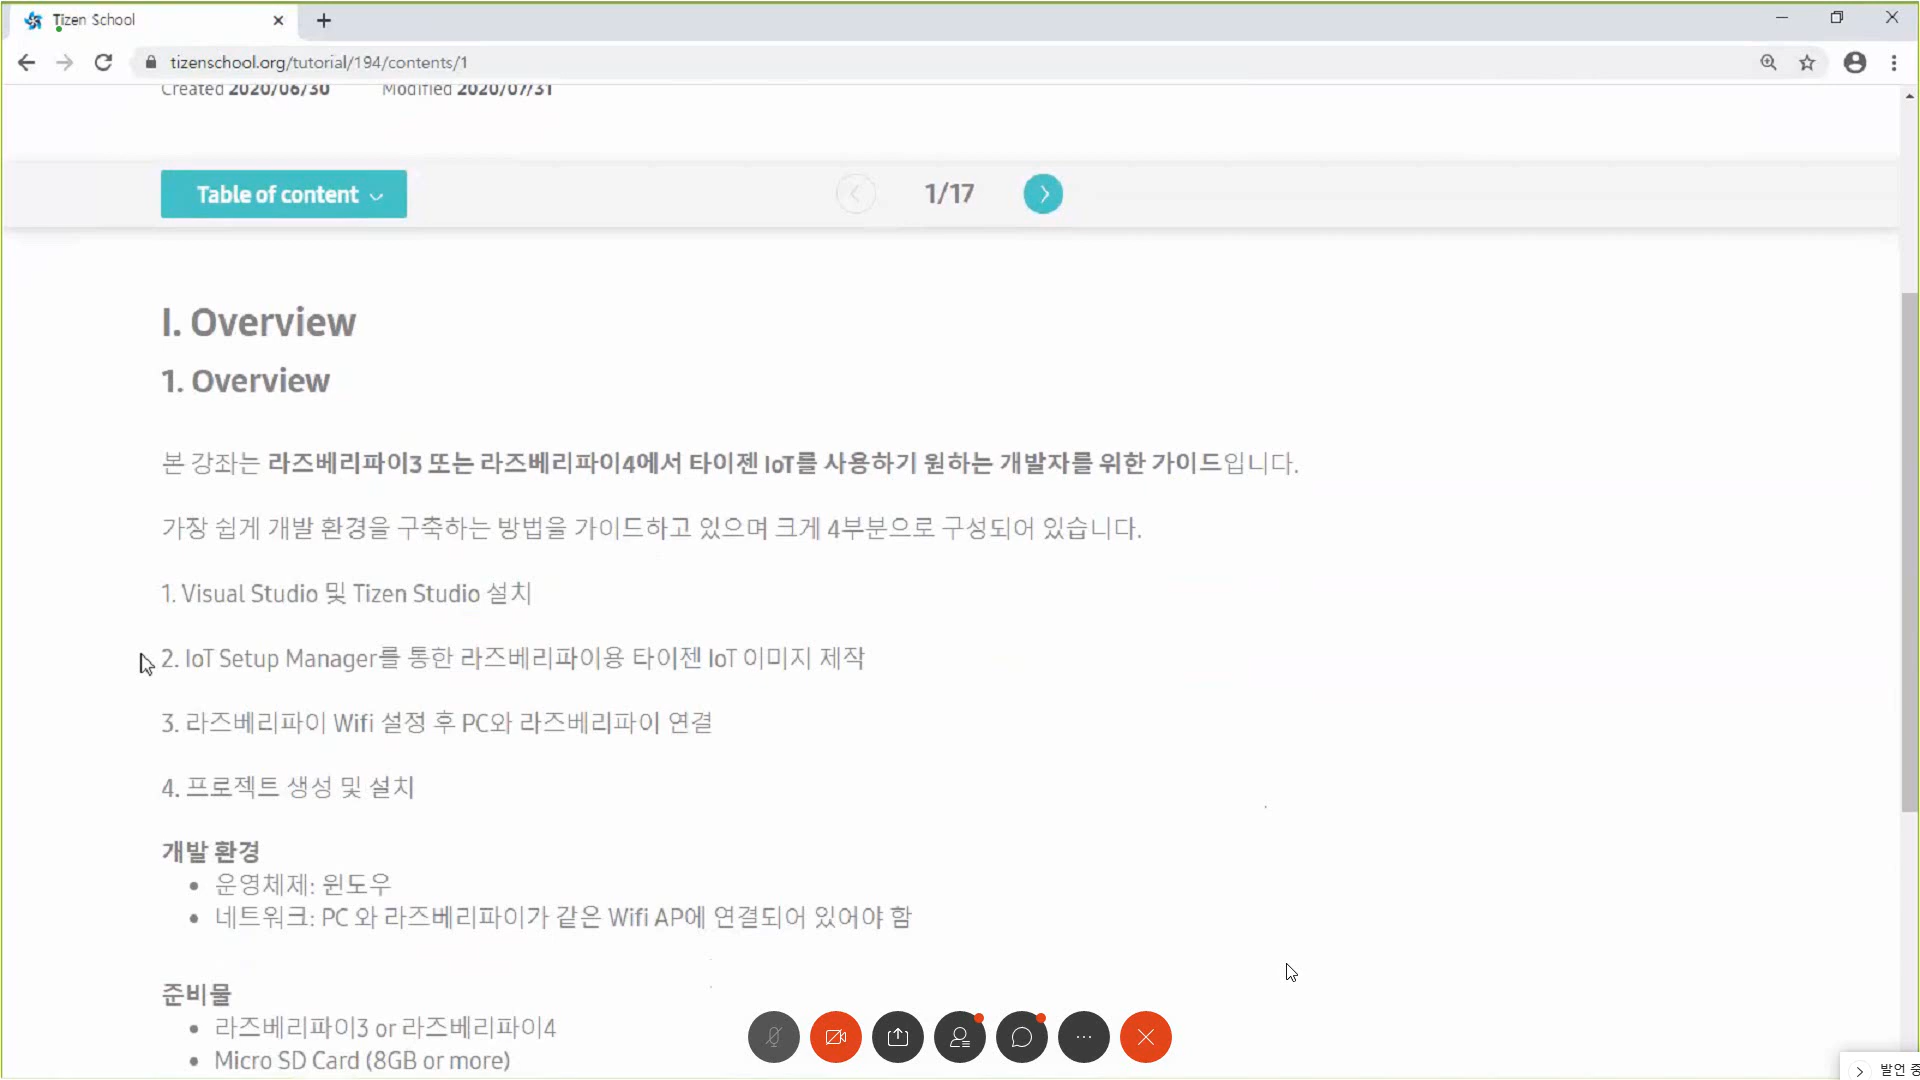 Tizen School
tizenschool.org/tutorial/194/contents/1
Created 2020/06/30 Modified 2020/07/31
Table of content
1/17
I. Overview
1. Overview
본 강좌는 라즈베리파이3 또는 라즈베리파이4에서 타이젠 IoT를 사용하기 원하는 개발자를 위한 가이드입니다.
가장 쉽게 개발 환경을 구축하는 방법을 가이드하고 있으며 크게 4부분으로 구성되어 있습니다.
1. Visual Studio 및 Tizen Studio 설치
2. IoT Setup Manager를 통한 라즈베리파이용 타이젠 IoT 이미지 제작
3. 라즈베리파이 Wifi 설정 후 PC와 라즈베리파이 연결
4. 프로젝트 생성 및 설치
개발 환경
• 운영체제: 윈도우
• 네트워크: PC 와 라즈베리파이가 같은 Wifi AP에 연결되어 있어야 함
준비물
• 라즈베리파이3 or 라즈베리파이4
• Micro SD Card (8GB or more)
발언 중